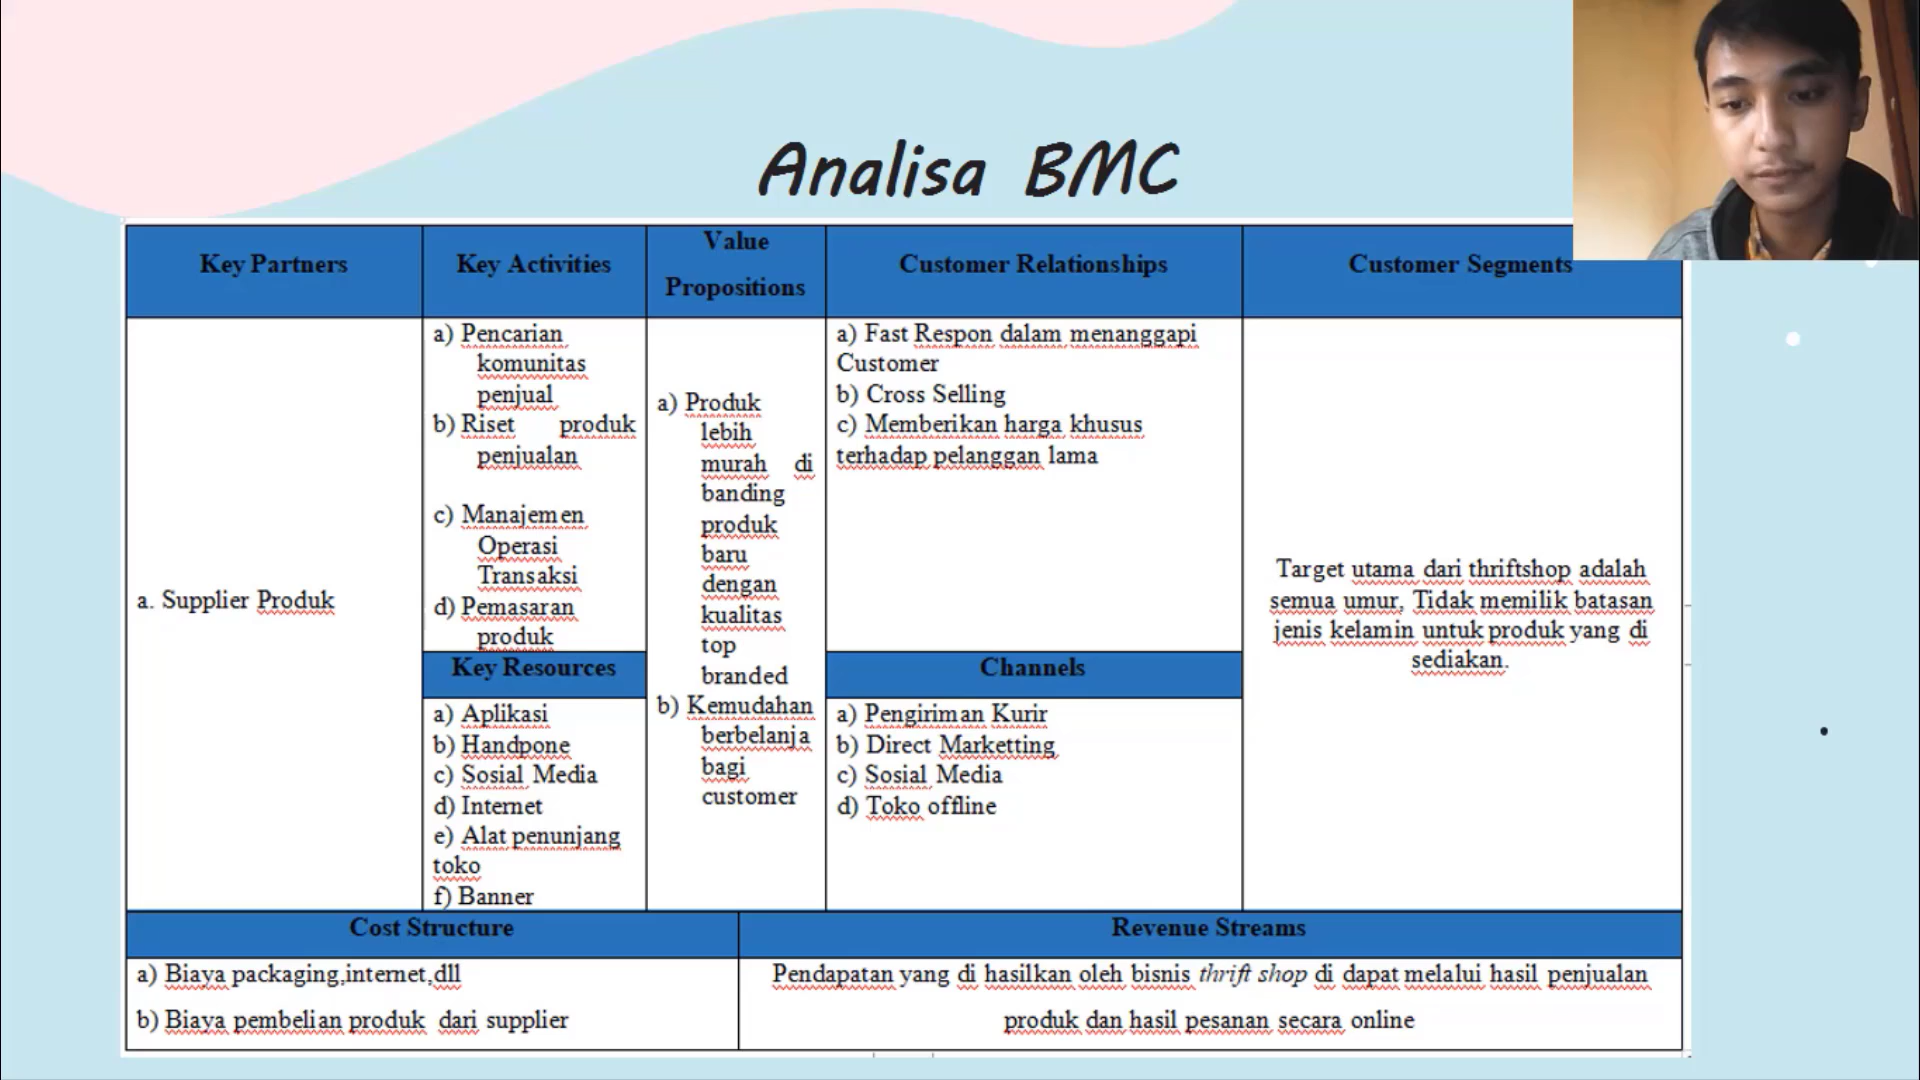 Analisa BMC
Key Partners
Key Activities
Value
Propositions
Customer Relationships
Customer Segments
a. Supplier Produk
a) Pencarian
komunitas
penjual
b) Riset produk
penjualan
c) Manajemen
Operasi
Transaksi
d) Pemasaran
produk
Key Resources
a) Aplikasi
b) Handpone
c) Sosial Media
d) Internet
e) Alat penunjang
toko
f) Banner
a) Produk
lebih
murah di
banding
produk
baru
dengan
kualitas
top
branded
b) Kemudahan
berbelanja
bagi
customer
a) Fast Respon dalam menanggapi
Customer
b) Cross Selling
c) Memberikan harga khusus
terhadap pelanggan lama
Channels
a) Pengiriman Kurir
b) Direct Marketting
c) Sosial Media
d) Toko offline
Target utama dari thriftshop adalah
semua umur, Tidak memilik batasan
jenis kelamin untuk produk yang di
sediakan.
Cost Structure
a) Biaya packaging,internet,dll
b) Biaya pembelian produk dari supplier
Revenue Streams
Pendapatan yang di hasilkan oleh bisnis thrift shop di dapat melalui hasil penjualan
produk dan hasil pesanan secara online